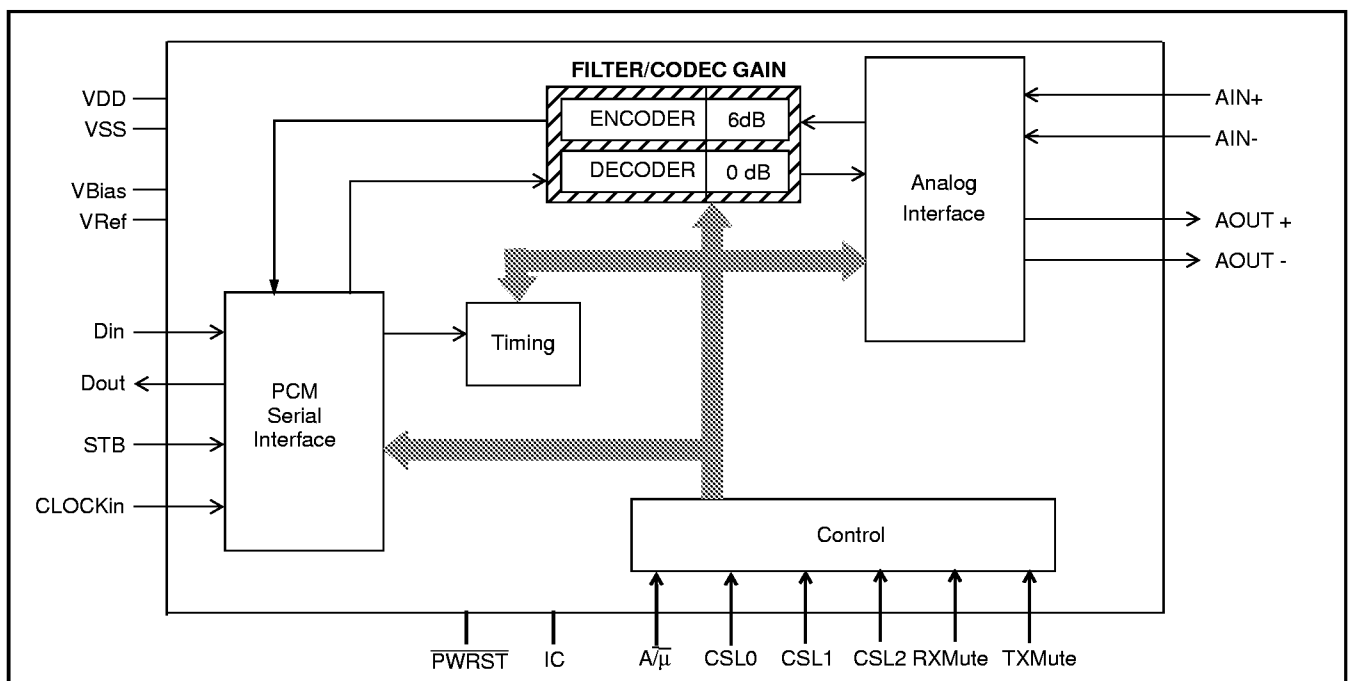 FILTER/CODEC GAIN
VDD
VSS
VBias
VRef
ENCODER 6dB
DECODER 0 dB
Analog
Interface
AIN+
AIN-
AOUT +
AOUT -
Din
Dout
STB
CLOCKin
PCM
Serial
Interface
Timing
Control
PWRST IC A/μ CSL0 CSL1 CSL2 RXMute TXMute